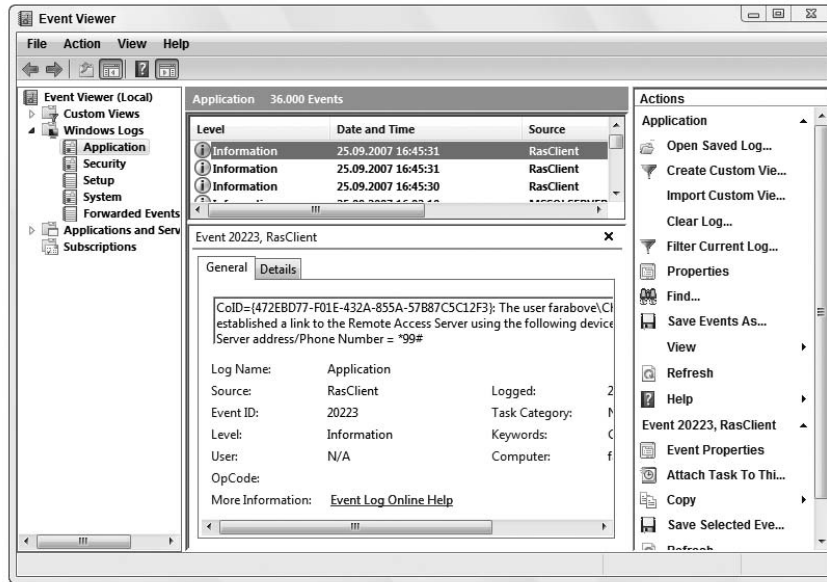 Event Viewer
File Action View Help
Event Viewer (Local)
Custom Views
Windows Logs
Application
Security
Setup
System
Forwarded Events
Applications and Serv
Subscriptions
Application 36.000 Events
Level Date and Time Source
Information 25.09.2007 16:45:31 RasClient
Information 25.09.2007 16:45:31 RasClient
Information 25.09.2007 16:45:30 RasClient
Event 20223, RasClient
General Details
CoID={472EBD77-F01E-432A-855A-57B87C5C12F3}: The user farabove\
established a link to the Remote Access Server using the following device
Server address/Phone Number = *99#
Log Name: Application
Source: RasClient Logged: 2
Event ID: 20223 Task Category:
Level: Information Keywords:
User: N/A Computer: f
OpCode:
More Information: Event Log Online Help
Actions
Application
Open Saved Log...
Create Custom Vie...
Import Custom Vie...
Clear Log...
Filter Current Log...
Properties
Find...
Save Events As...
View
Refresh
Help
Event 20223, RasClient
Event Properties
Attach Task To Thi...
Copy
Save Selected Eve...